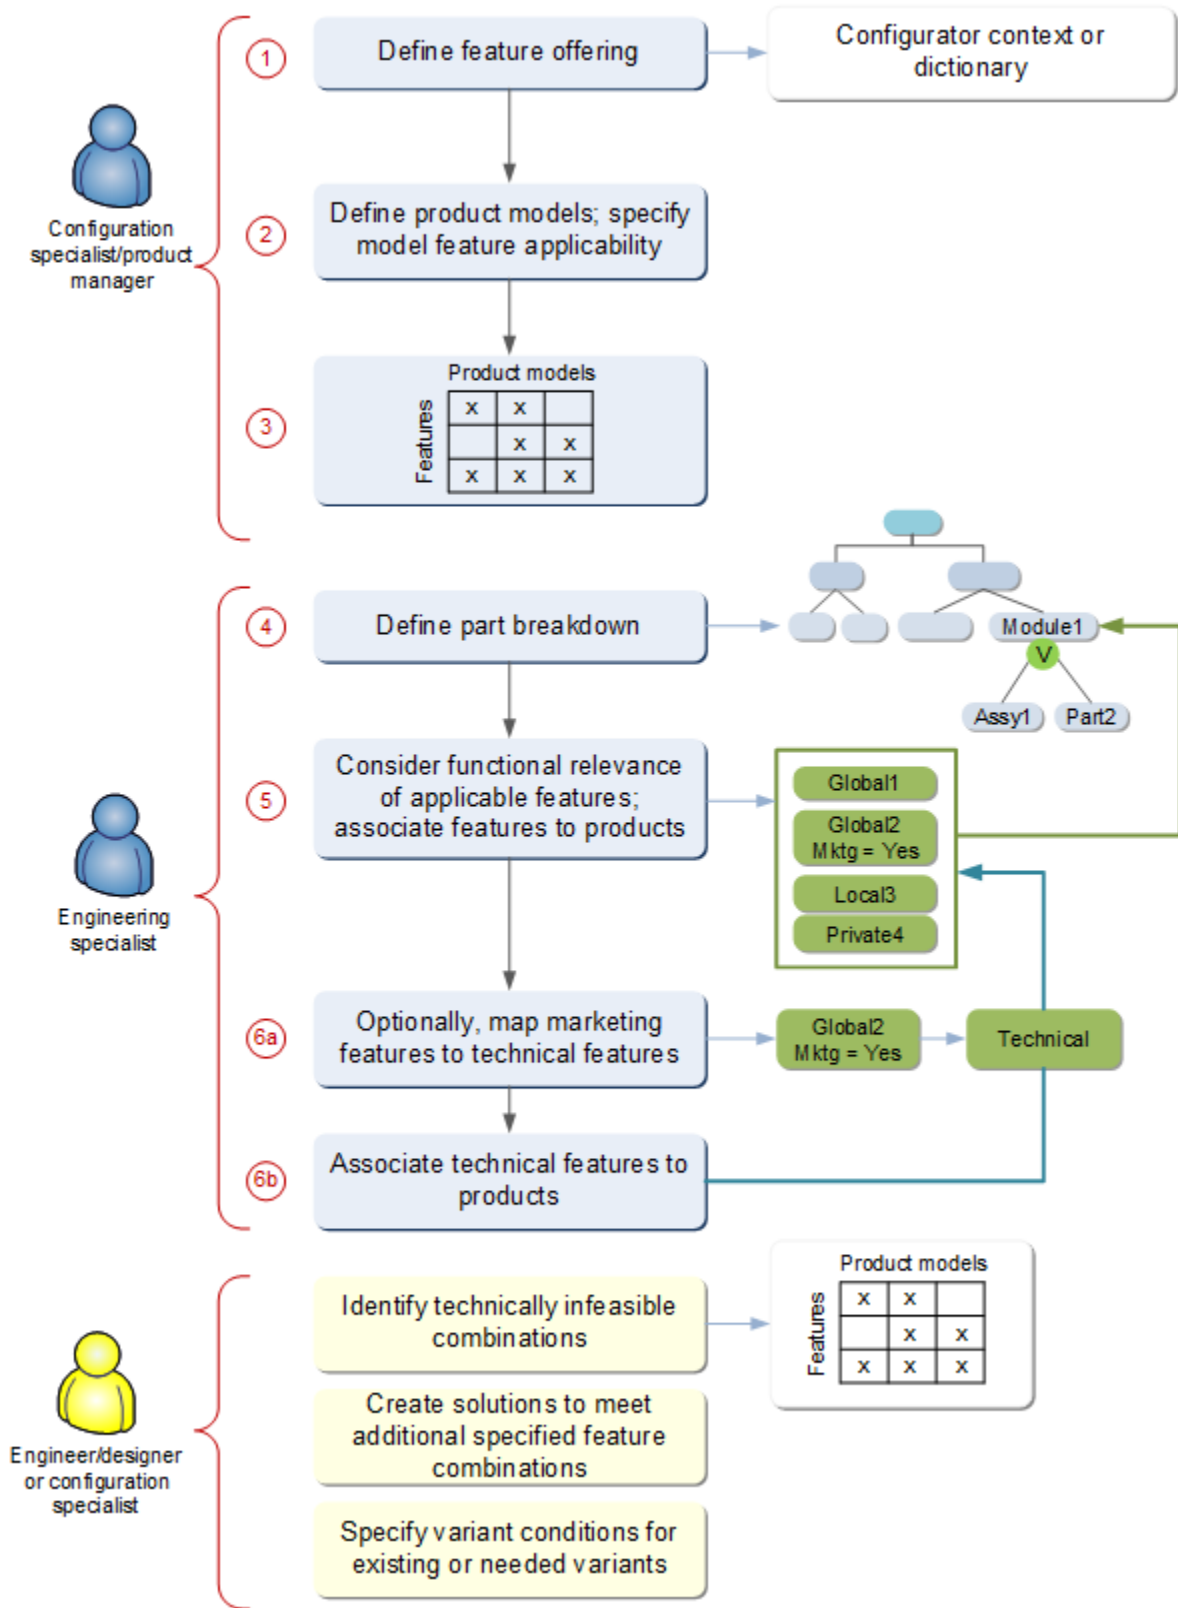 1
Define feature offering
Configurator context or
dictionary
Configuration
specialist/product
manager
2
Define product models; specify
model feature applicability
3
Product models
Features
x x
x x
x x x
4
Define part breakdown
Module1
V
Assy1
Part2
Engineering
specialist
5
Consider functional relevance
of applicable features;
associate features to products
Global1
Global2
Mktg = Yes
Local3
Private4
6a
Optionally, map marketing
features to technical features
Global2
Mktg = Yes
Technical
6b
Associate technical features to
products
Engineer/designer
or configuration
specialist
Identify technically infeasible
combinations
Product models
Features
x x
x x
x x x
Create solutions to meet
additional specified feature
combinations
Specify variant conditions for
existing or needed variants